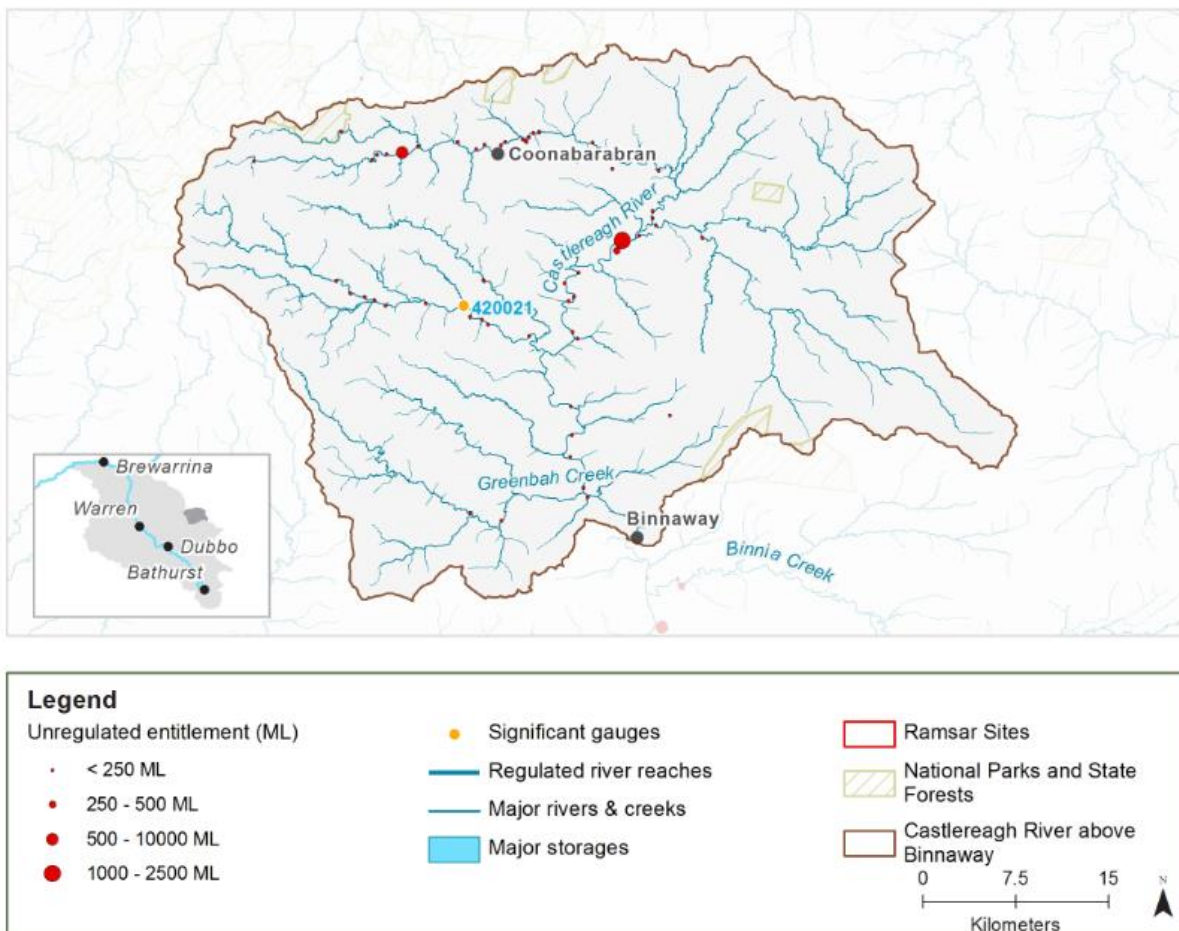 Coonabarabran
Castlereagh River
420021
Greenbah Creek
Binnaway
Binnia Creek
Brewarrina
Warren
Dubbo
Bathurst
Legend
Unregulated entitlement (ML)
< 250 ML
250 - 500 ML
500 - 10000 ML
1000 - 2500 ML
Significant gauges
Regulated river reaches
Major rivers & creeks
Major storages
Ramsar Sites
National Parks and State
Forests
Castlereagh River above
Binnaway
0 7.5 15
Kilometers
N